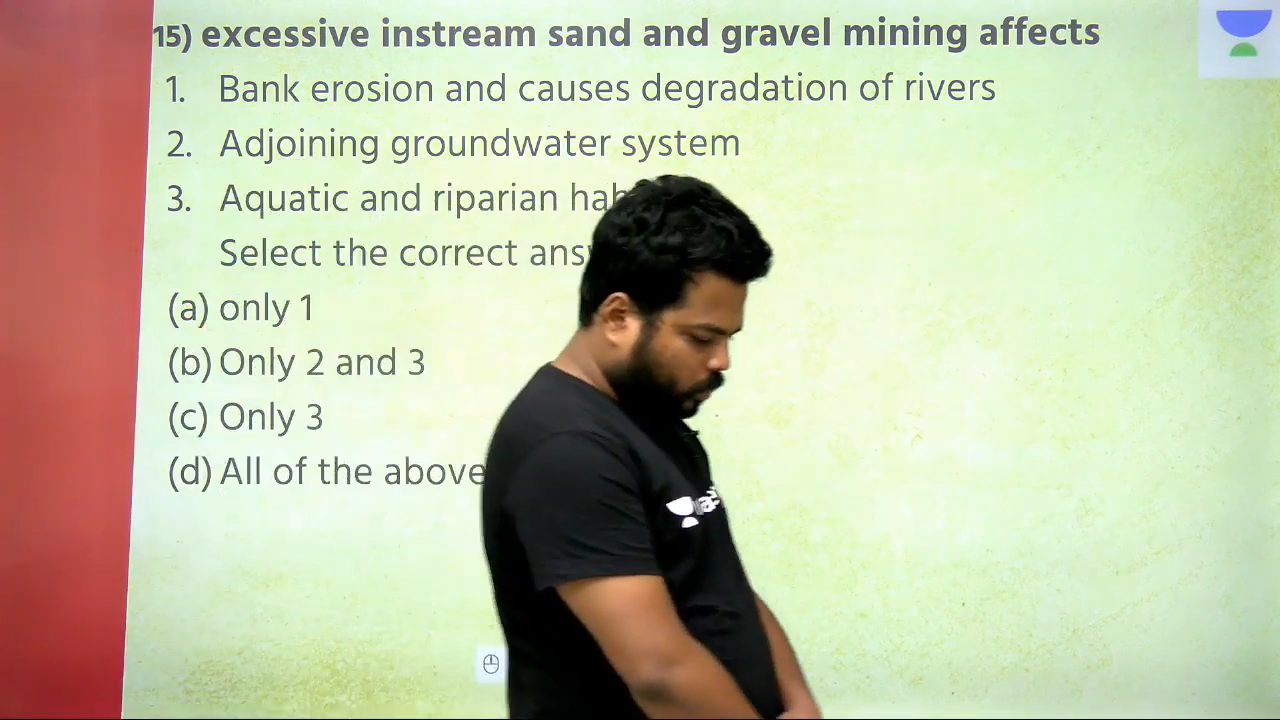 15) excessive instream sand and gravel mining affects
1. Bank erosion and causes degradation of rivers
2. Adjoining groundwater system
3. Aquatic and riparian
Select the correct
(a) only 1
(b) Only 2 and 3
(c) Only 3
(d) All of the above